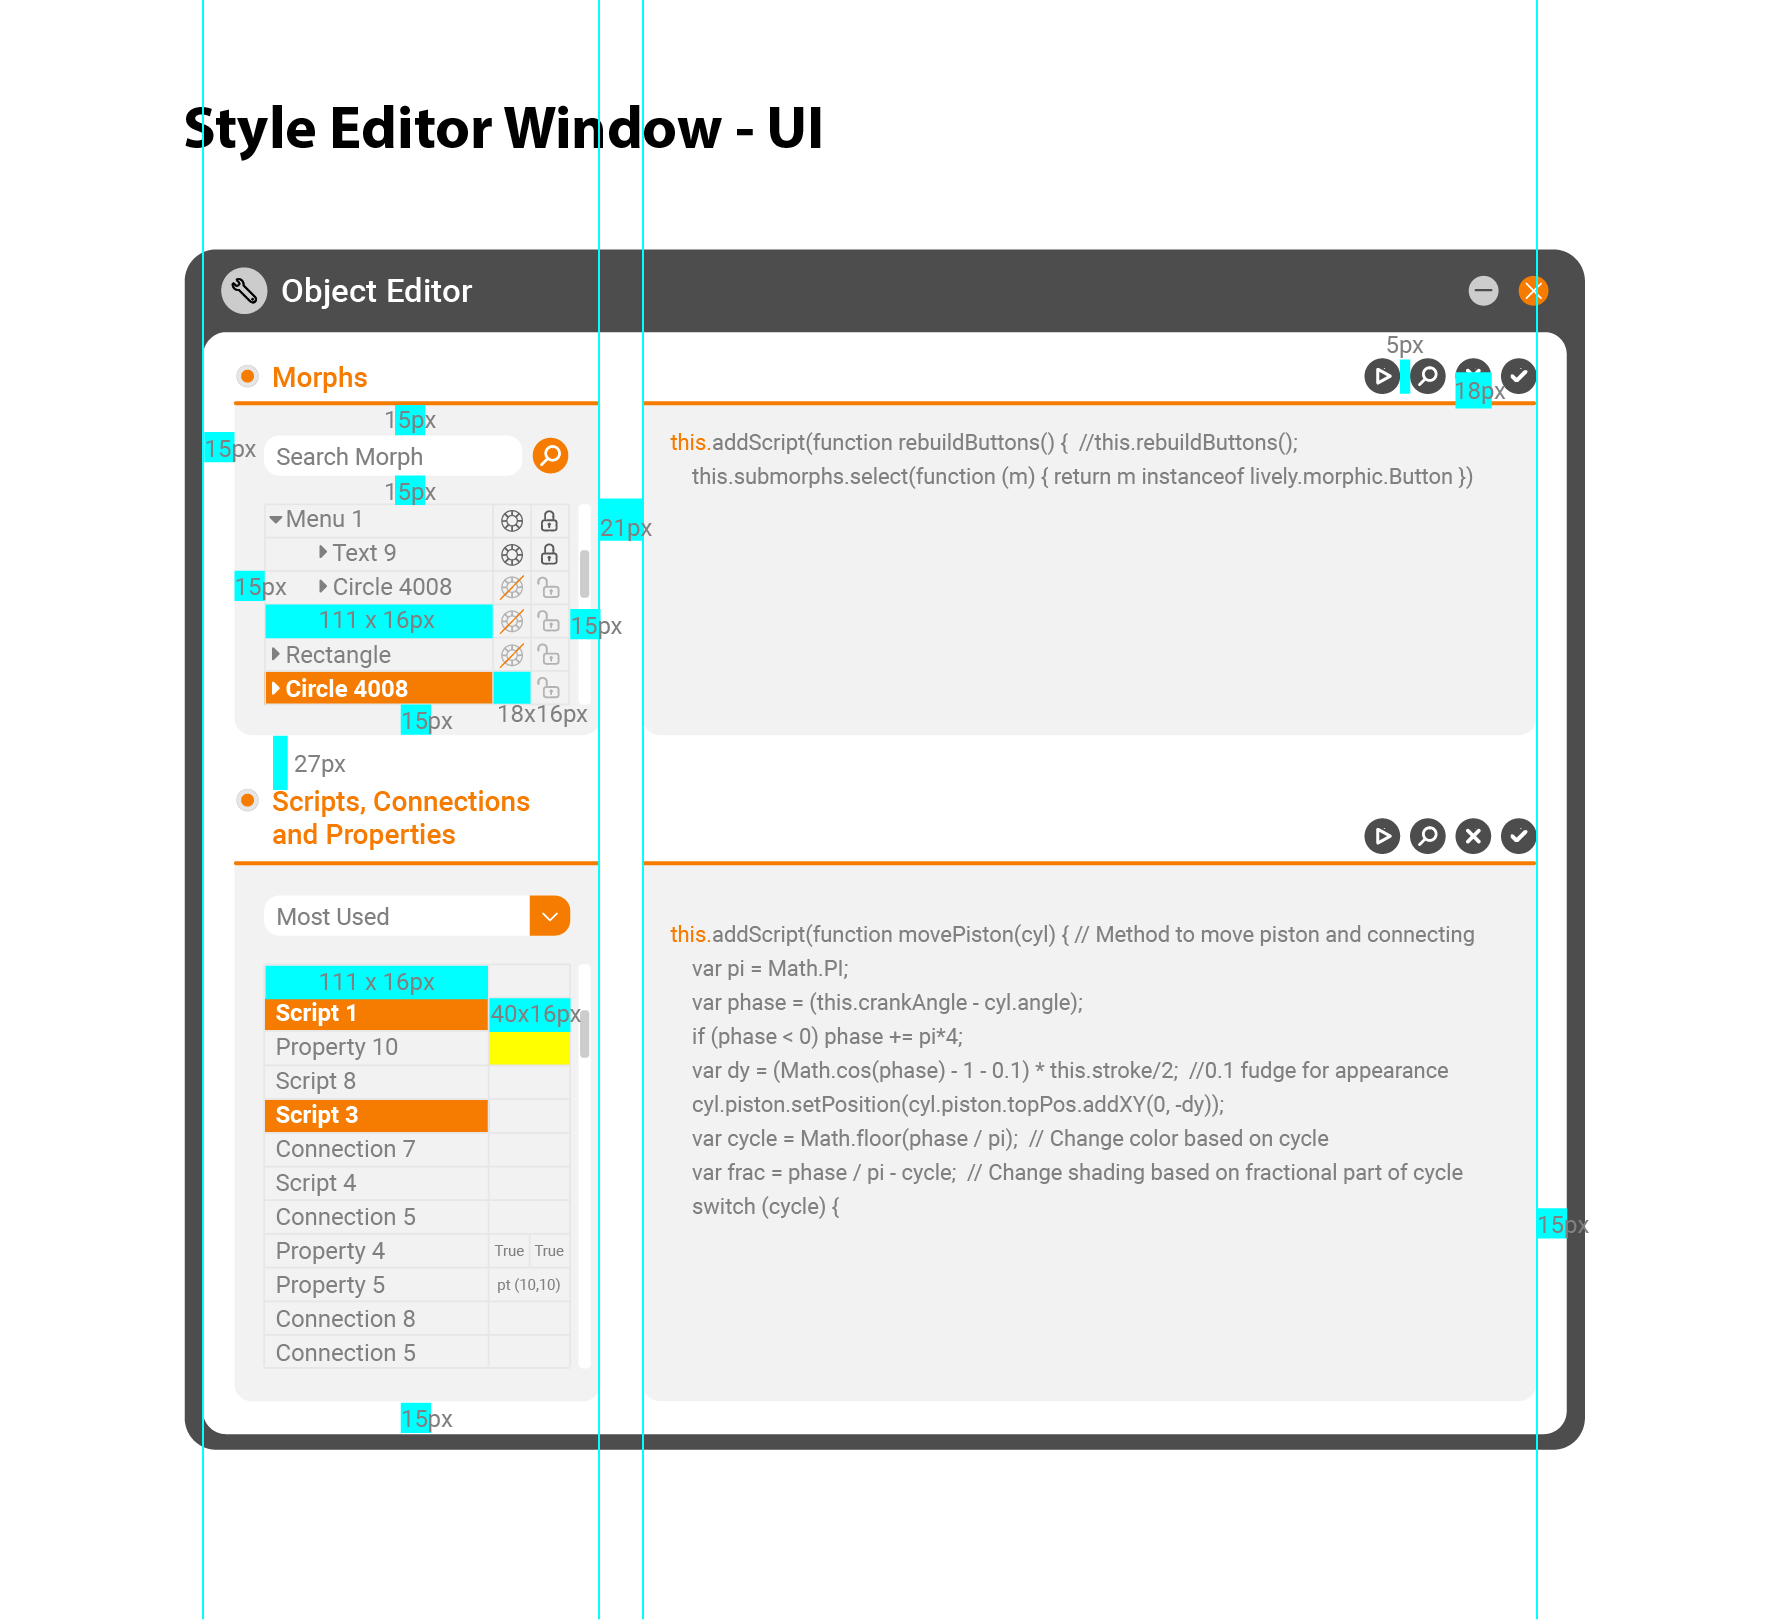 Style Editor Window - UI
Object Editor
Morphs
5px
18px
15px
15px
Search Morph
15px
Menu 1
Text 9
15px
Circle 4008
111 x 16px
15px
Rectangle
Circle 4008
15px
18x16px
21px
this.addScript(function rebuildButtons() {  //this.rebuildButtons();
this.submorphs.select(function (m) { return m instanceof lively.morphic.Button })
27px
Scripts, Connections
and Properties
Most Used
111 x 16px
Script 1
40x16px
Property 10
Script 8
Script 3
Connection 7
Script 4
Connection 5
Property 4 True True
Property 5 pt (10,10)
Connection 8
Connection 5
15px
this.addScript(function movePiston(cyl) { // Method to move piston and connecting
var pi = Math.PI;
var phase = (this.crankAngle - cyl.angle);
if (phase < 0) phase += pi*4;
var dy = (Math.cos(phase) - 1 - 0.1) * this.stroke/2;  //0.1 fudge for appearance
cyl.piston.setPosition(cyl.piston.topPos.addXY(0, -dy));
var cycle = Math.floor(phase / pi);  // Change color based on cycle
var frac = phase / pi - cycle;  // Change shading based on fractional part of cycle
switch (cycle) {
15px